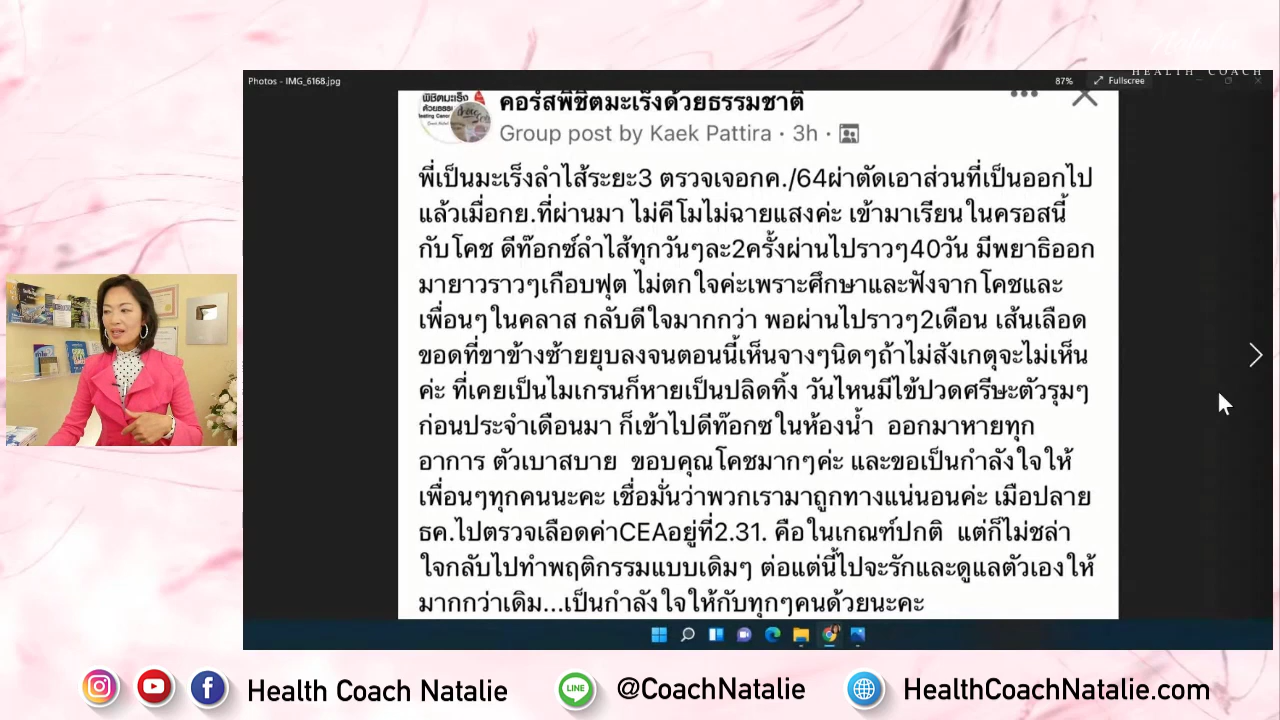 HEALTH COACH
Photos - IMG_6168.jpg
87%
Fullscree
พิชิตมะเร็ง
คอร์สพิชิตมะเร็งด้วยธรรมชาติ
Group post by Kaek Pattira · 3h ·
พี่เป็นมะเร็งลำไส้ระยะ3 ตรวจเจอกค./64ผ่าตัดเอาส่วนที่เป็นออกไป
แล้วเมื่อกย.ที่ผ่านมา ไม่คีโมไม่ฉายแสงค่ะ เข้ามาเรียนในครอสนี้
กับโคช ดีท๊อกซ์ลำไส้ทุกวันๆละ2ครั้งผ่านไปราวๆ40วัน มีพยาธิออก
มายาวราวๆเกือบฟุต ไม่ตกใจค่ะเพราะศึกษาและฟังจากโคชและ
เพื่อนๆในคลาส กลับดีใจมากกว่า พอผ่านไปราวๆ2เดือน เส้นเลือด
ขอดที่ขาข้างซ้ายยุบลงจนตอนนี้เห็นจางๆนิดๆถ้าไม่สังเกตุจะไม่เห็น
ค่ะ ที่เคยเป็นไมเกรนก็หายเป็นปลิดทิ้ง วันไหนมีไข้ปวดศรีษะตัวรุมๆ
ก่อนประจำเดือนมา ก็เข้าไปดีท๊อกซในห้องน้ำ ออกมาหายทุก
อาการ ตัวเบาสบาย ขอบคุณโคชมากๆค่ะ และขอเป็นกำลังใจให้
เพื่อนๆทุกคนนะคะ เชื่อมั่นว่าพวกเรามาถูกทางแน่นอนค่ะ เมือปลาย
ธค.ไปตรวจเลือดค่าCEAอยู่ที่2.31. คือในเกณฑ์ปกติ แต่ก็ไม่ชล่า
ใจกลับไปทำพฤติกรรมแบบเดิมๆ ต่อแต่นี้ไปจะรักและดูแลตัวเองให้
มากกว่าเดิม...เป็นกำลังใจให้กับทุกๆคนด้วยนะคะ
Health Coach Natalie
LINE
@CoachNatalie
HealthCoachNatalie.com